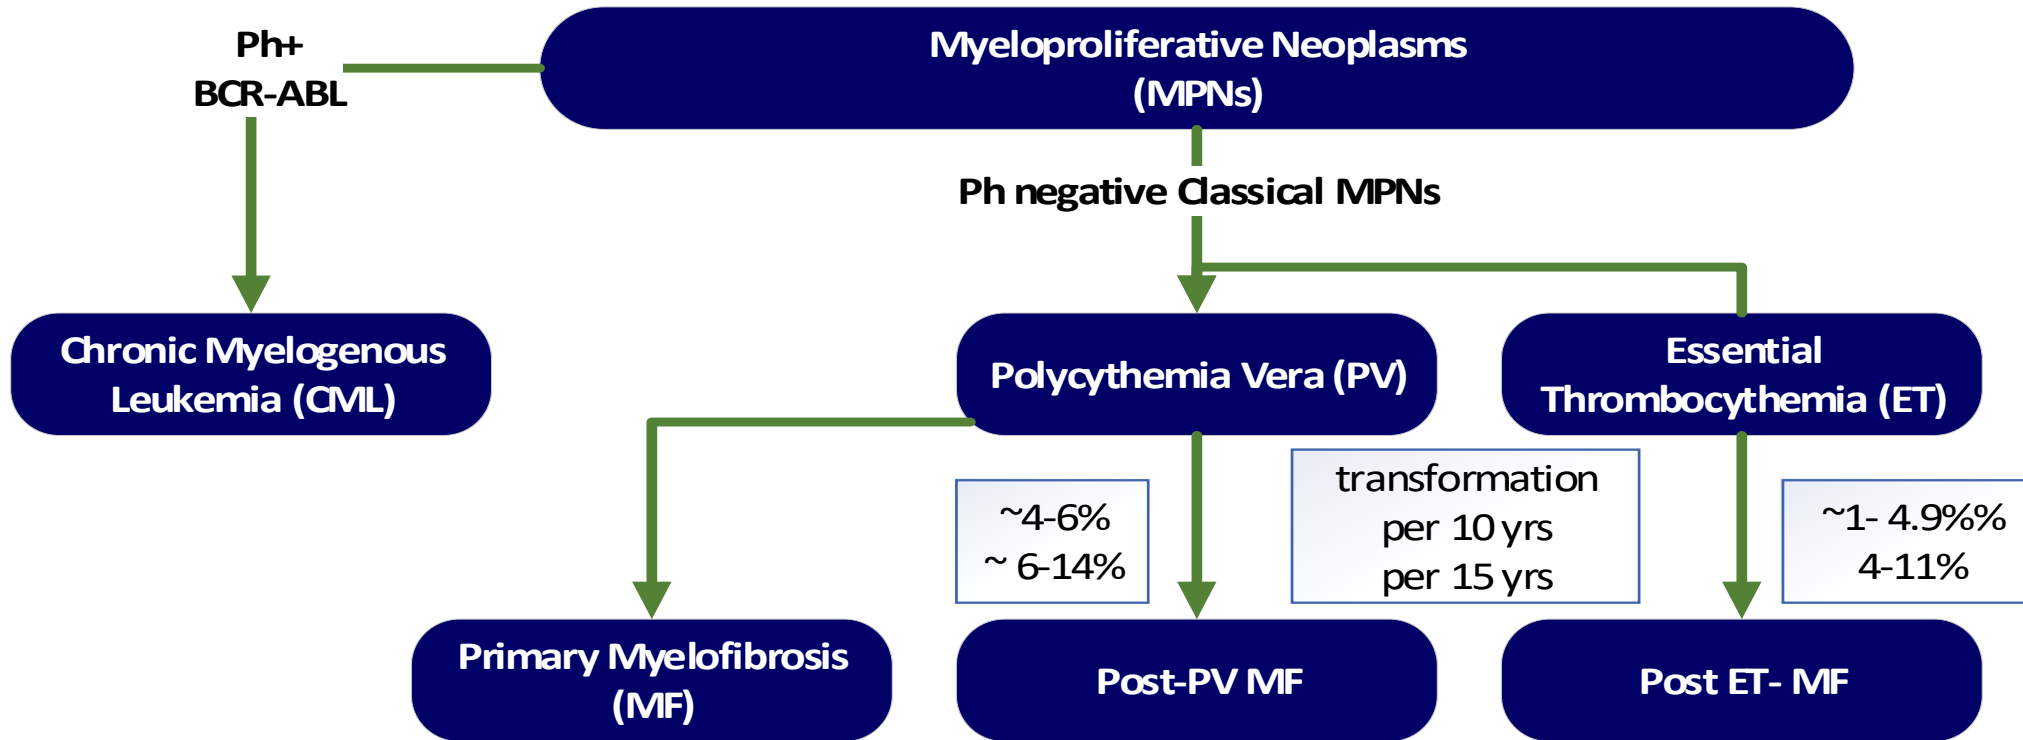 Ph+
BCR-ABL
Myeloproliferative Neoplasms
(MPNs)
Ph negative Classical MPNs
Chronic Myelogenous
Leukemia (CML)
Polycythemia Vera (PV)
Essential
Thrombocythemia (ET)
~4-6%
~ 6-14%
transformation
per 10 yrs
per 15 yrs
~1- 4.9%%
4-11%
Primary Myelofibrosis
(MF)
Post-PV MF
Post ET- MF